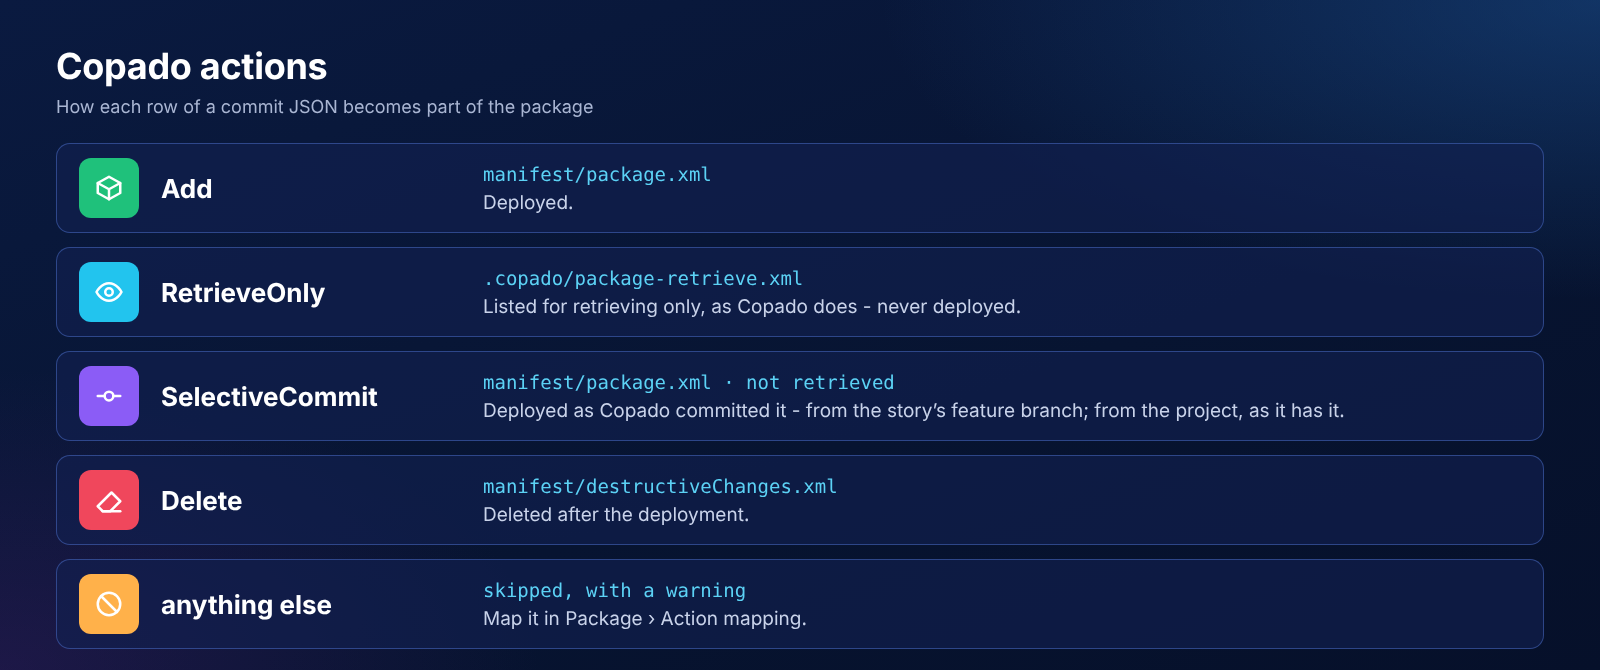 Copado actions
How each row of a commit JSON becomes part of the package
Add
manifest/package.xml
Deployed.
RetrieveOnly
.copado/package-retrieve.xml
Listed for retrieving only, as Copado does - never deployed.
SelectiveCommit
manifest/package.xml · not retrieved
Deployed as Copado committed it - from the story’s feature branch; from the project, as it has it.
Delete
manifest/destructiveChanges.xml
Deleted after the deployment.
anything else
skipped, with a warning
Map it in Package › Action mapping.